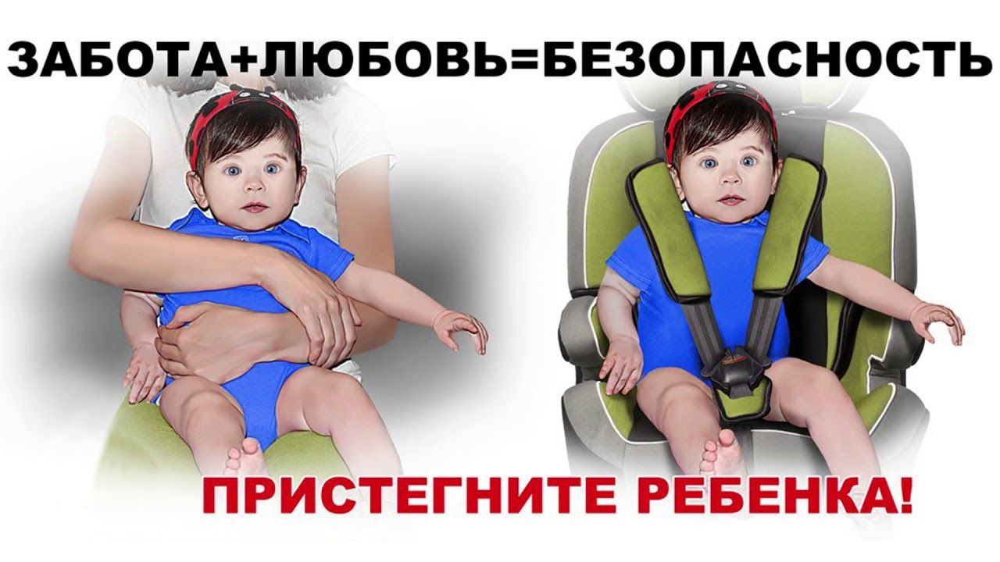 ЗАБОТА+ЛЮБОВЬ=БЕЗОПАСНОСТЬ
ПРИСТЕГНИТЕ РЕБЕНКА!